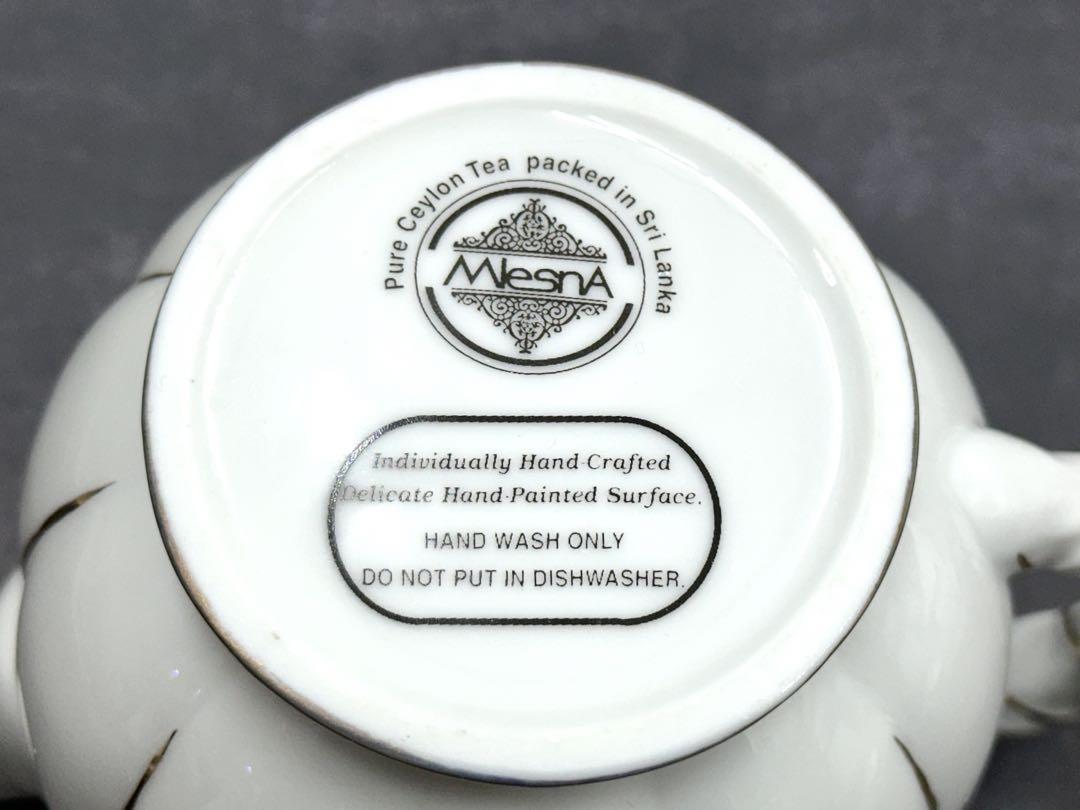 Pure Ceylon Tea packed in Sri Lanka
MlesnA
Individually Hand-Crafted
Delicate Hand-Painted Surface.
HAND WASH ONLY
DO NOT PUT IN DISHWASHER.